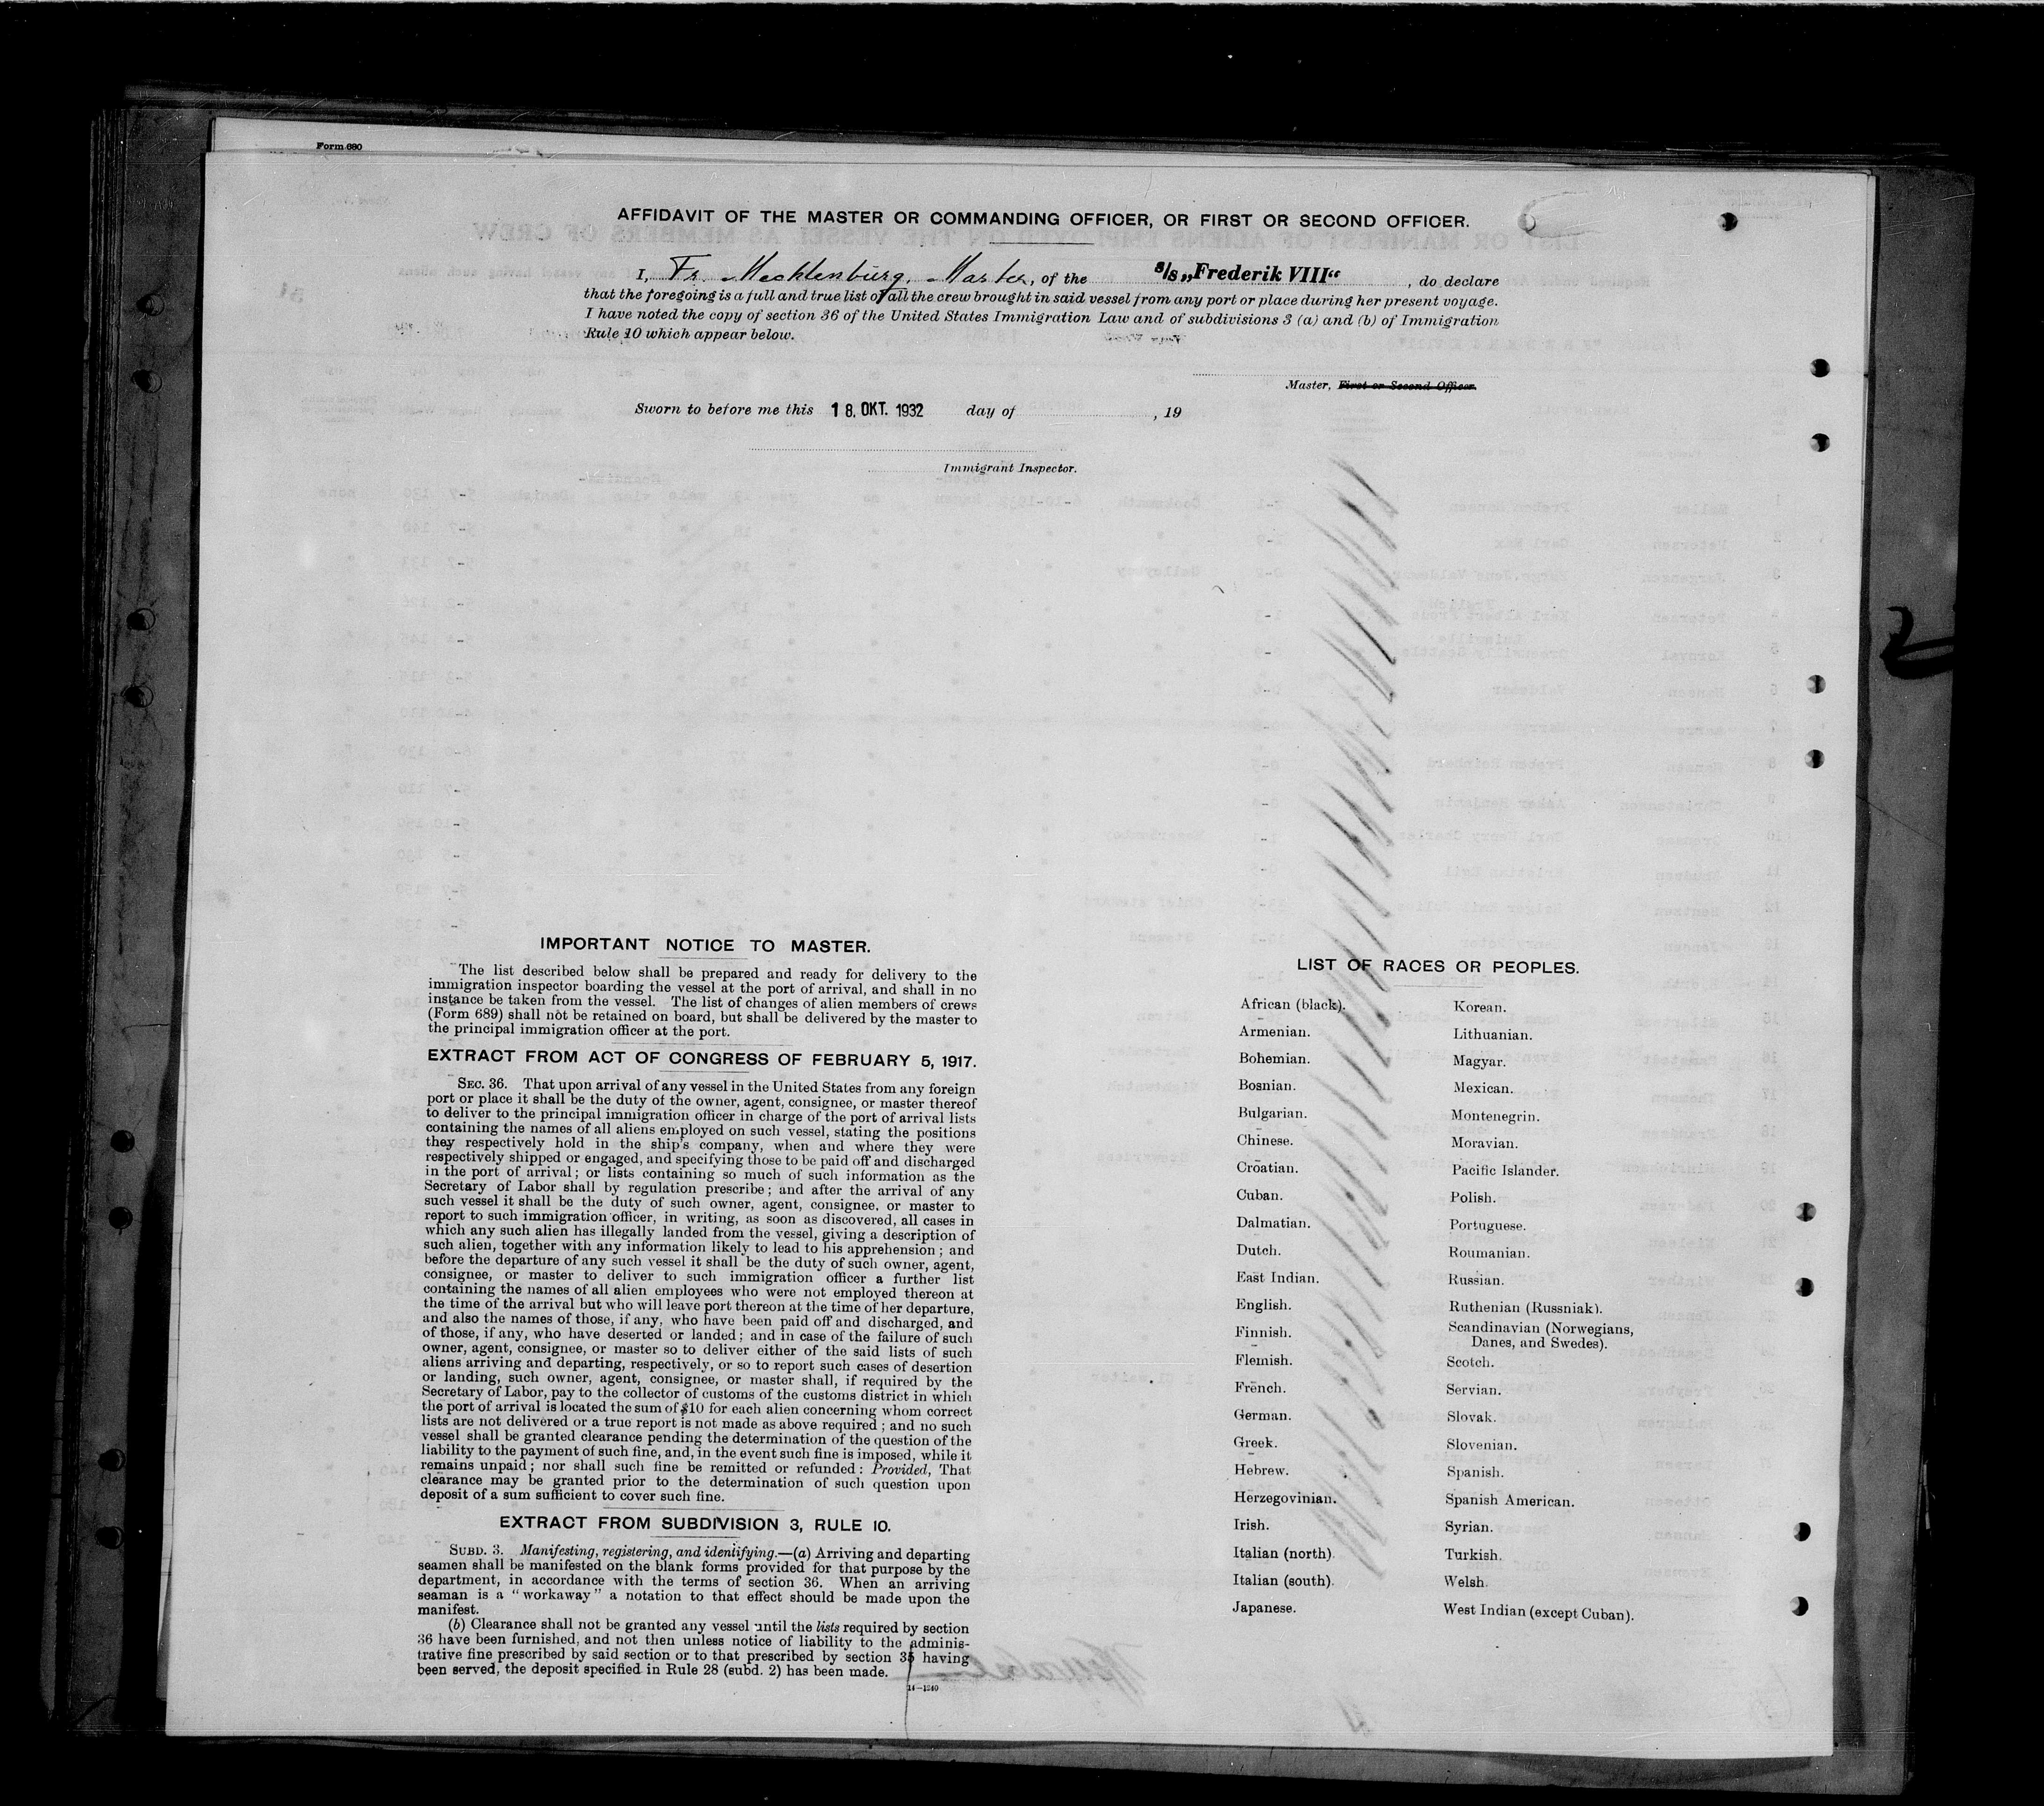 Form 680
AFFIDAVIT OF THE MASTER OR COMMANDING OFFICER, OR FIRST OR SECOND OFFICER.
I, Fr. Mecklenburg, Master, of the S/S „Frederik VIII“, do declare
that the foregoing is a full and true list of all the crew brought in said vessel from any port or place during her present voyage.
I have noted the copy of section 36 of the United States Immigration Law and of subdivisions 3 (a) and (b) of Immigration
Rule 10 which appear below.
Master, First or Second Officer.
Sworn to before me this 18. OKT. 1932 day of , 19
Immigrant Inspector.
IMPORTANT NOTICE TO MASTER.
The list described below shall be prepared and ready for delivery to the
immigration inspector boarding the vessel at the port of arrival, and shall in no
instance be taken from the vessel. The list of changes of alien members of crews
(Form 689) shall not be retained on board, but shall be delivered by the master to
the principal immigration officer at the port.
EXTRACT FROM ACT OF CONGRESS OF FEBRUARY 5, 1917.
SEC. 36. That upon arrival of any vessel in the United States from any foreign
port or place it shall be the duty of the owner, agent, consignee, or master thereof
to deliver to the principal immigration officer in charge of the port of arrival lists
containing the names of all aliens employed on such vessel, stating the positions
they respectively hold in the ship's company, when and where they were
respectively shipped or engaged, and specifying those to be paid off and discharged
in the port of arrival; or lists containing so much of such information as the
Secretary of Labor shall by regulation prescribe; and after the arrival of any
such vessel it shall be the duty of such owner, agent, consignee, or master to
report to such immigration officer, in writing, as soon as discovered, all cases in
which any such alien has illegally landed from the vessel, giving a description of
such alien, together with any information likely to lead to his apprehension; and
before the departure of any such vessel it shall be the duty of such owner, agent,
consignee, or master to deliver to such immigration officer a further list
containing the names of all alien employees who were not employed thereon at
the time of the arrival but who will leave port thereon at the time of her departure,
and also the names of those, if any, who have been paid off and discharged, and
of those, if any, who have deserted or landed; and in case of the failure of such
owner, agent, consignee, or master so to deliver either of the said lists of such
aliens arriving and departing, respectively, or so to report such cases of desertion
or landing, such owner, agent, consignee, or master shall, if required by the
Secretary of Labor, pay to the collector of customs of the customs district in which
the port of arrival is located the sum of $10 for each alien concerning whom correct
lists are not delivered or a true report is not made as above required; and no such
vessel shall be granted clearance pending the determination of the question of the
liability to the payment of such fine, and, in the event such fine is imposed, while it
remains unpaid; nor shall such fine be remitted or refunded: Provided, That
clearance may be granted prior to the determination of such question upon
deposit of a sum sufficient to cover such fine.
EXTRACT FROM SUBDIVISION 3, RULE 10.
SUBD. 3. Manifesting, registering, and identifying.—(a) Arriving and departing
seamen shall be manifested on the blank forms provided for that purpose by the
department, in accordance with the terms of section 36. When an arriving
seaman is a "workaway" a notation to that effect should be made upon the
manifest.
(b) Clearance shall not be granted any vessel until the lists required by section
36 have been furnished, and not then unless notice of liability to the adminis-
trative fine prescribed by said section or to that prescribed by section 35 having
been served, the deposit specified in Rule 28 (subd. 2) has been made.
14—1240
LIST OF RACES OR PEOPLES.
African (black).
Armenian.
Bohemian.
Bosnian.
Bulgarian.
Chinese.
Croatian.
Cuban.
Dalmatian.
Dutch.
East Indian.
English.
Finnish.
Flemish.
French.
German.
Greek.
Hebrew.
Herzegovinian.
Irish.
Italian (north).
Italian (south).
Japanese.
Korean.
Lithuanian.
Magyar.
Mexican.
Montenegrin.
Moravian.
Pacific Islander.
Polish.
Portuguese.
Roumanian.
Russian.
Ruthenian (Russniak).
Scandinavian (Norwegians,
Danes, and Swedes).
Scotch.
Servian.
Slovak.
Slovenian.
Spanish.
Spanish American.
Syrian.
Turkish.
Welsh.
West Indian (except Cuban).